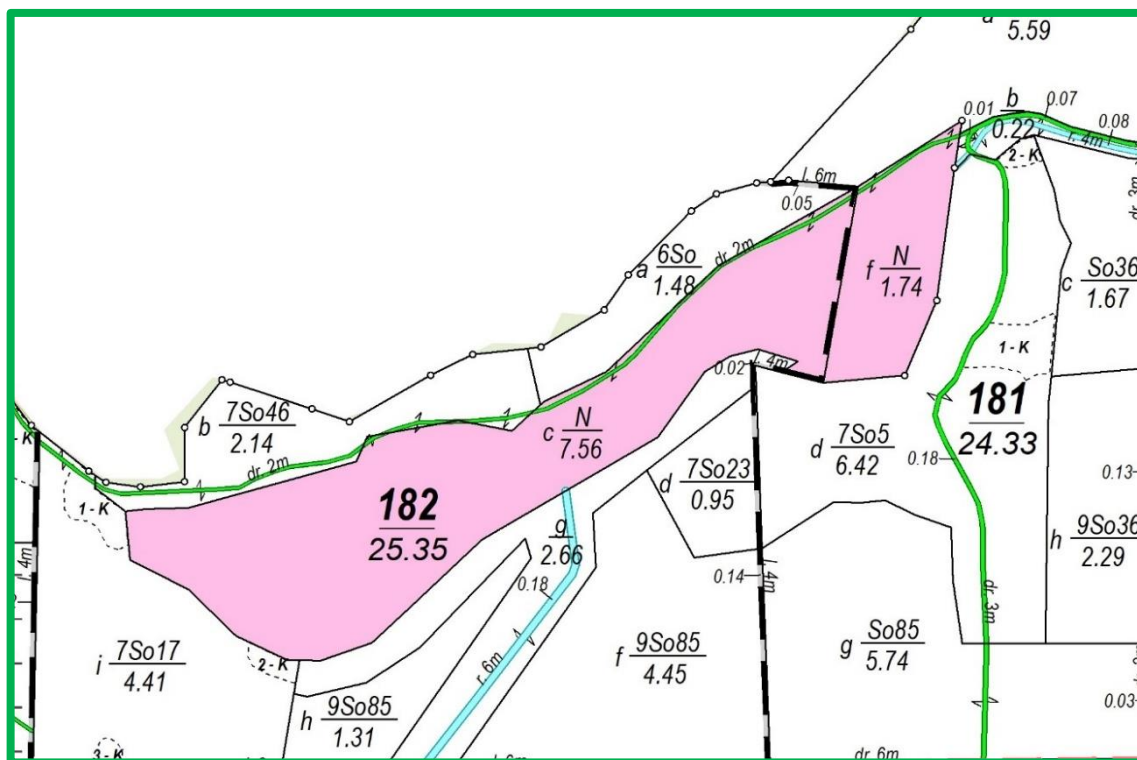 5.59
0.01
b
0.22
0.07
0.08
r. 4m
2-K
l. 6m
0.05
dr. 3m
a 6So
1.48
dr. 2m
f N
1.74
c So36
1.67
1-K
0.02
4m
b 7So46
2.14
c N
7.56
181
24.33
d 7So5
6.42
d 7So23
0.95
0.18
0.13
dr. 2m
1-K
182
25.35
g
2.66
h 9So36
2.29
l. 4m
0.18
0.14
l. 4m
dr. 3m
i 7So17
4.41
2-K
r. 6m
f 9So85
4.45
g So85
5.74
h 9So85
1.31
0.03
3-K
l. 6m
dr. 6m